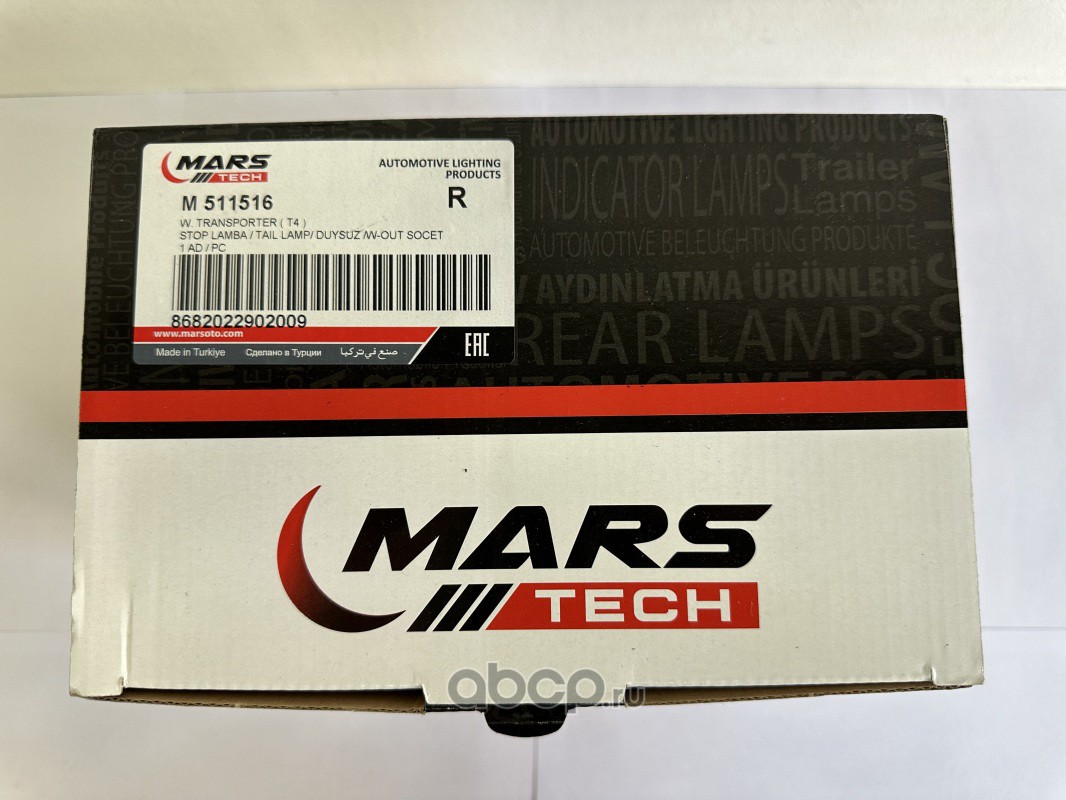 MARS
TECH
AUTOMOTIVE LIGHTING
PRODUCTS
M 511516
R
W. TRANSPORTER ( T4 )
STOP LAMBA / TAIL LAMP/ DUYSUZ /W-OUT SOCET
1 AD / PC
8682022902009
www.marsoto.com
Made in Turkiye Сделано в Турции صنع في تركيا
EAC
AUTOMOTIVE LIGHTING PRODUCTS
INDICATOR LAMPS
Trailer
Lamps
AUTOMOTIVE BELEUCHTUNG PRODUK
AYDINLATMA ÜRÜNLERİ
REAR LAMPS
AUTOMOTIVE
MARS
TECH
abcp.ru